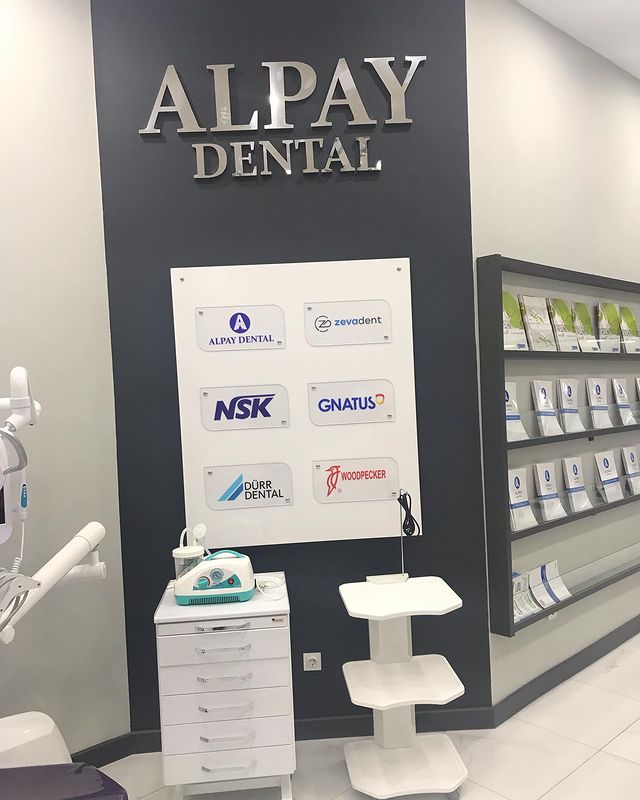 ALPAY
DENTAL
A
ALPAY DENTAL
zevadent
NSK
GNATUS
DÜRR
DENTAL
WOODPECKER
®